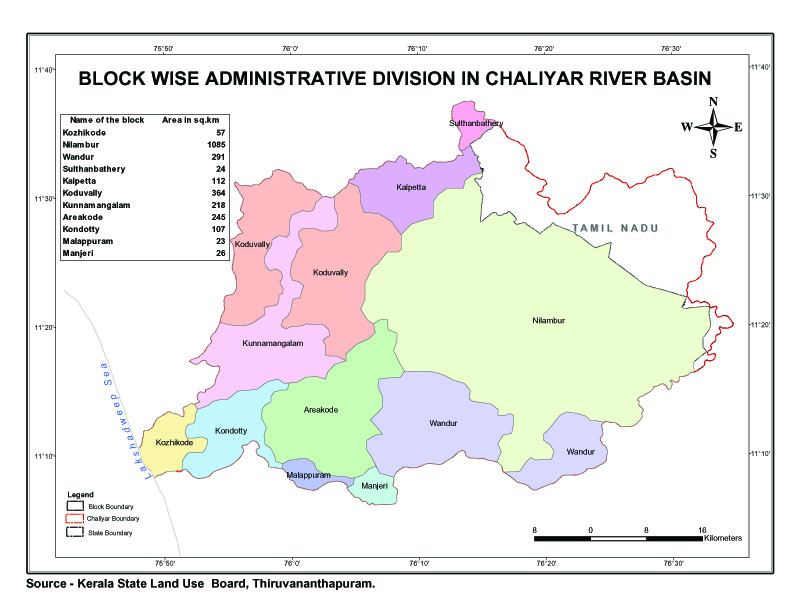 75°50' 76°0' 76°10' 76°20' 76°30'
11°40' 11°40'
BLOCK WISE ADMINISTRATIVE DIVISION IN CHALIYAR RIVER BASIN
Name of the block Area in sq.km
Kozhikode 57
Nilambur 1085
Wandur 291
Sulthanbathery 24
Kalpetta 112
Koduvally 364
Kunnamangalam 218
Areakode 245
Kondotty 107
Malappuram 23
Manjeri 26
N
W E
S
Sulthanbathery
Kalpetta
11°30' 11°30'
TAMIL NADU
Koduvally
Koduvally
Nilambur
11°20' 11°20'
Kunnamangalam
Lakshadweep Sea
Areakode
Wandur
Kondotty
Kozhikode
Wandur
11°10' 11°10'
Malappuram
Manjeri
Legend
Block Boundary
Chaliyar Boundary
State Boundary
8 0 8 16
Kilometers
75°50' 76°0' 76°10' 76°20' 76°30'
Source - Kerala State Land Use Board, Thiruvananthapuram.